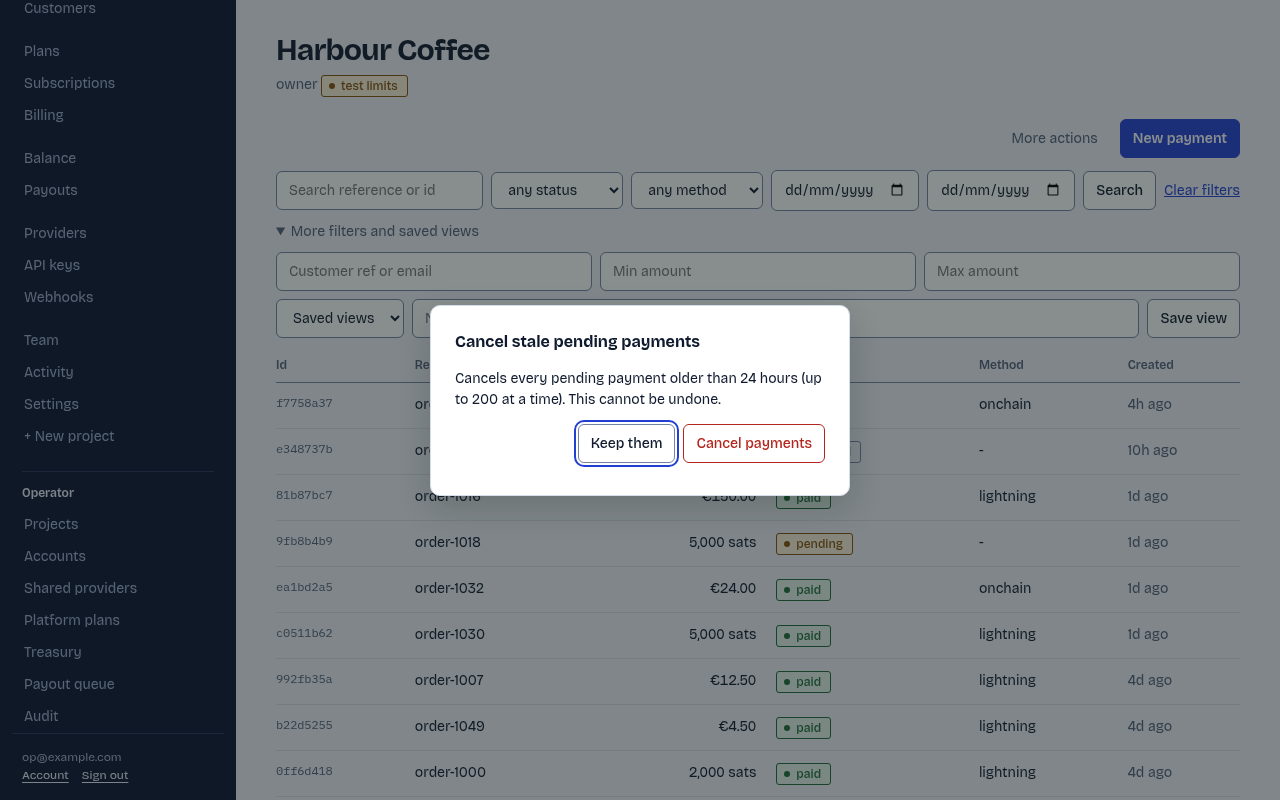 Customers
Plans
Subscriptions
Billing
Balance
Payouts
Providers
API keys
Webhooks
Team
Activity
Settings
+ New project
Operator
Projects
Accounts
Shared providers
Platform plans
Treasury
Payout queue
Audit
op@example.com
Account Sign out
Harbour Coffee
owner test limits
More actions New payment
Search reference or id any status any method dd/mm/yyyy dd/mm/yyyy Search Clear filters
▼ More filters and saved views
Customer ref or email Min amount Max amount
Saved views Save view
Cancel stale pending payments
Cancels every pending payment older than 24 hours (up
to 200 at a time). This cannot be undone.
Keep them Cancel payments
Id Method Created
f7758a37 onchain 4h ago
e348737b - 10h ago
81b87bc7 order-1016 €150.00 paid lightning 1d ago
9fb8b4b9 order-1018 5,000 sats pending - 1d ago
ea1bd2a5 order-1032 €24.00 paid onchain 1d ago
c0511b62 order-1030 5,000 sats paid lightning 1d ago
992fb35a order-1007 €12.50 paid lightning 4d ago
b22d5255 order-1049 €4.50 paid lightning 4d ago
0ff6d418 order-1000 2,000 sats paid lightning 4d ago